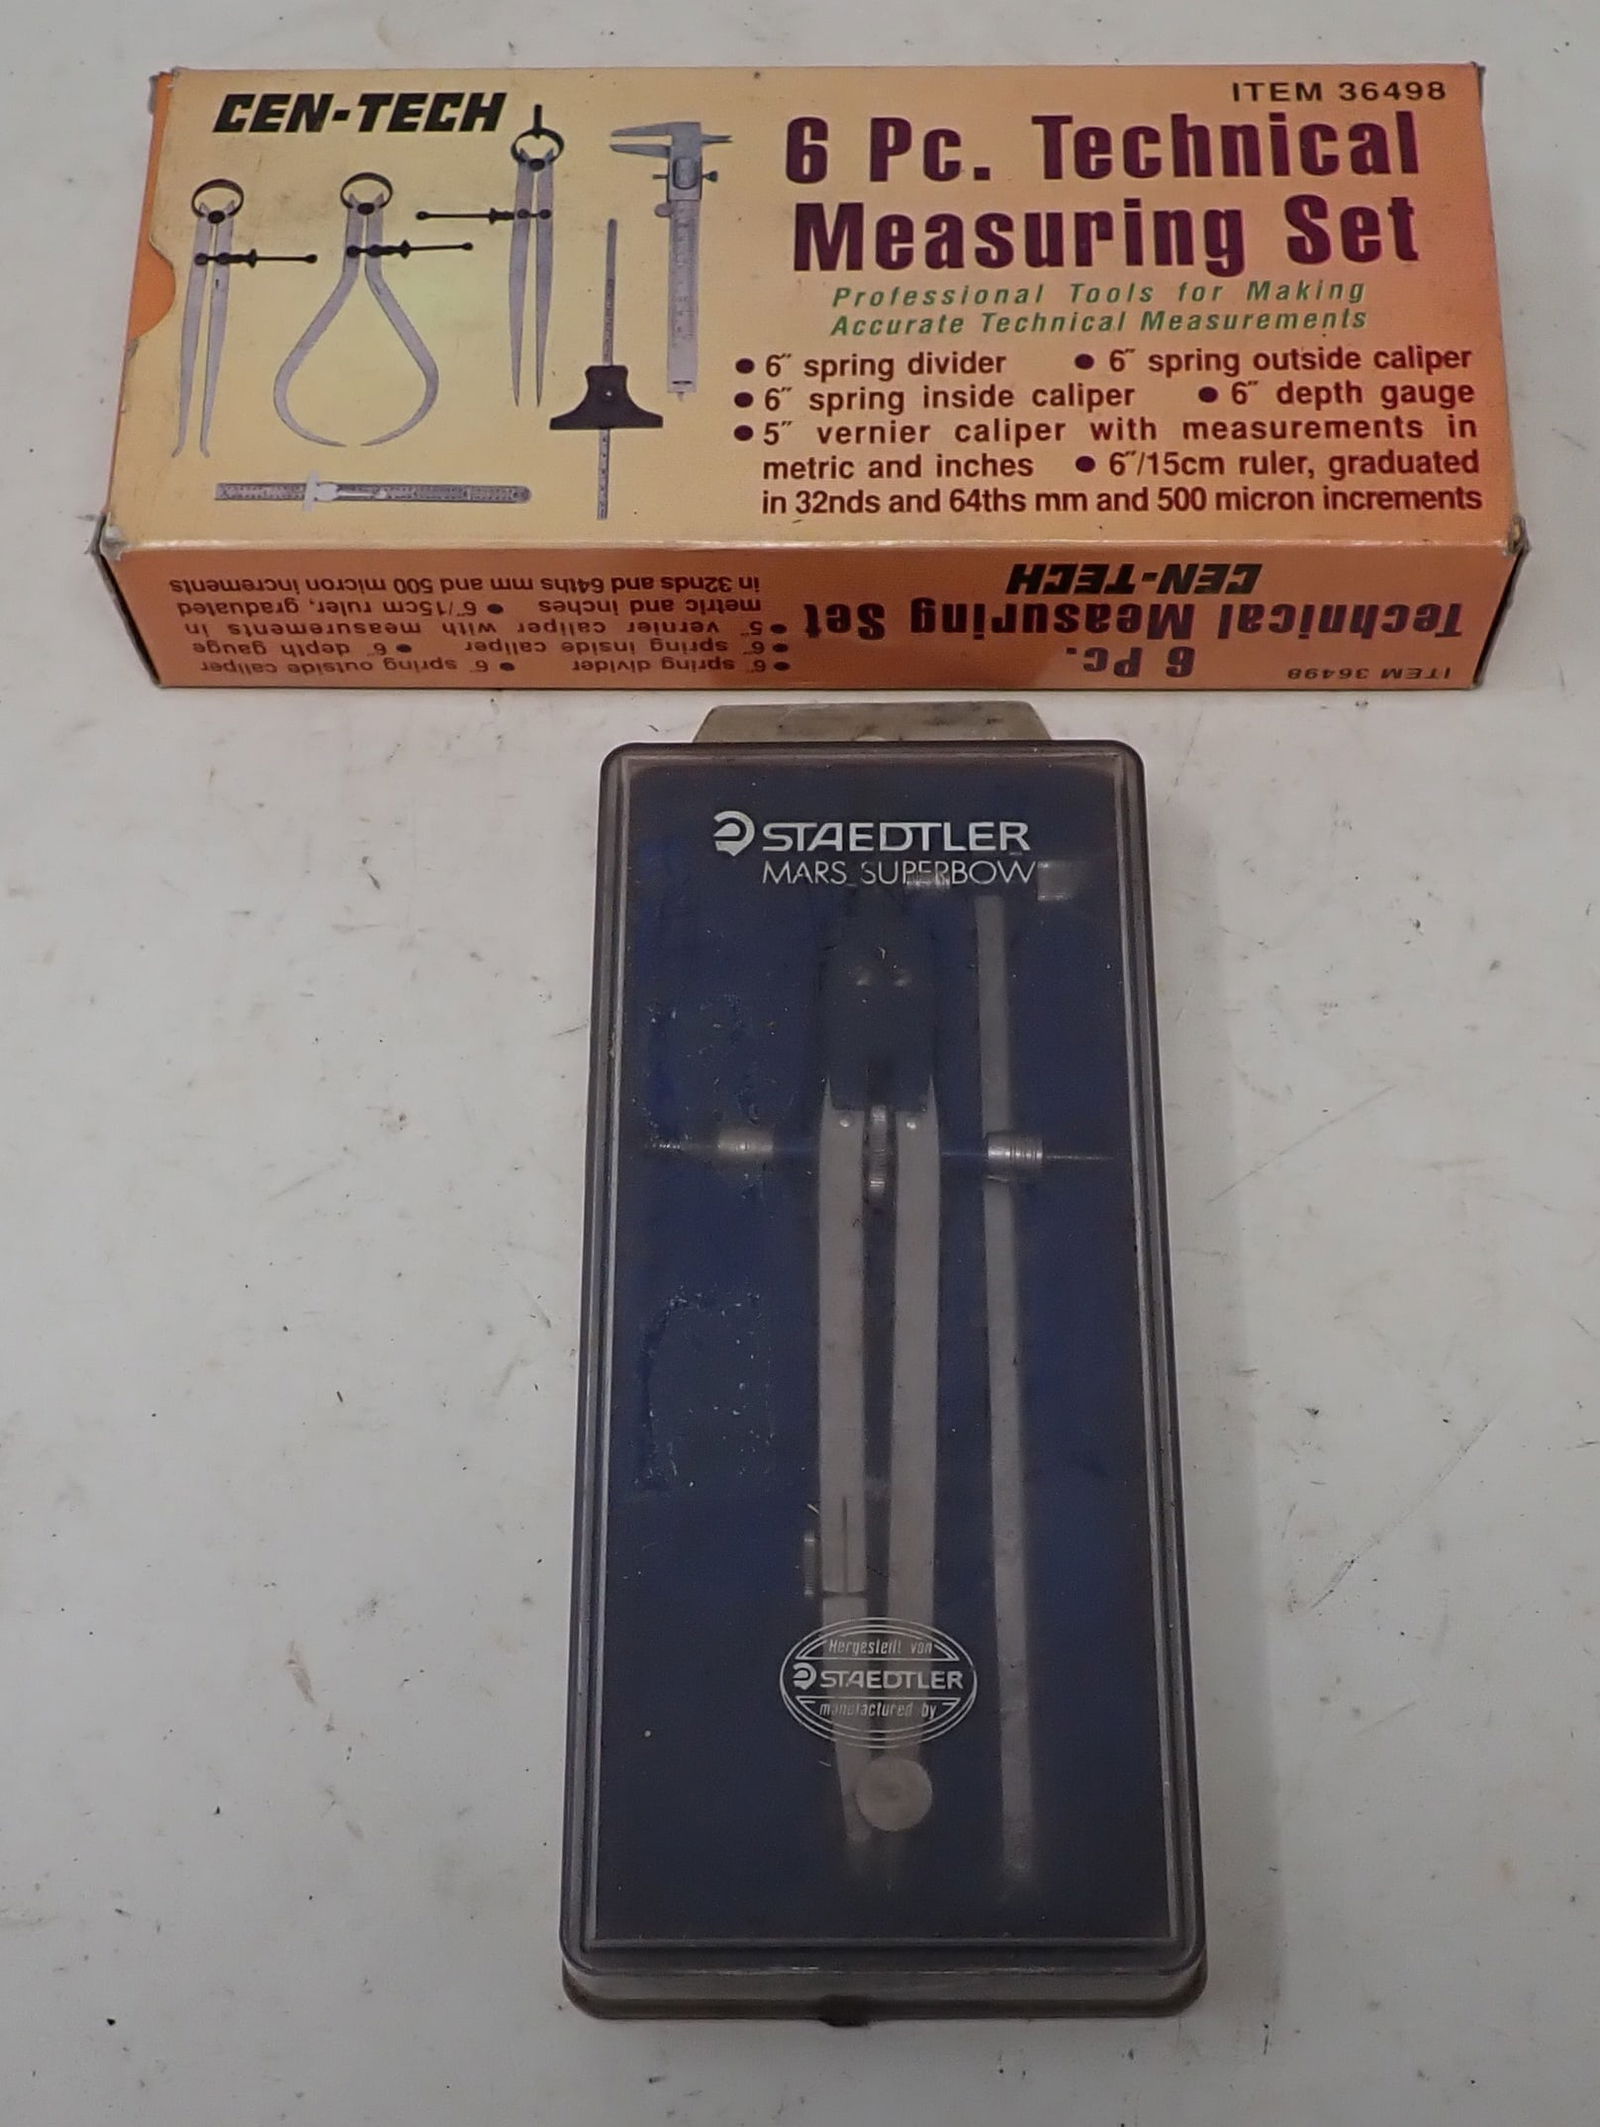 CEN-TECH
ITEM 36498
6 Pc. Technical
Measuring Set
Professional Tools for Making
Accurate Technical Measurements
• 6″ spring divider • 6″ spring outside caliper
• 6″ spring inside caliper • 6″ depth gauge
• 5″ vernier caliper with measurements in
metric and inches • 6″/15cm ruler, graduated
in 32nds and 64ths mm and 500 micron increments
ITEM 36498
6 Pc.
Technical Measuring Set
CEN-TECH
• 6″ spring divider • 6″ spring outside caliper
• 6″ spring inside caliper • 6″ depth gauge
• 5″ vernier caliper with measurements in
metric and inches • 6″/15cm ruler, graduated
in 32nds and 64ths mm and 500 micron increments
STAEDTLER
MARS SUPERBOW
Hergestellt von
STAEDTLER
manufactured by